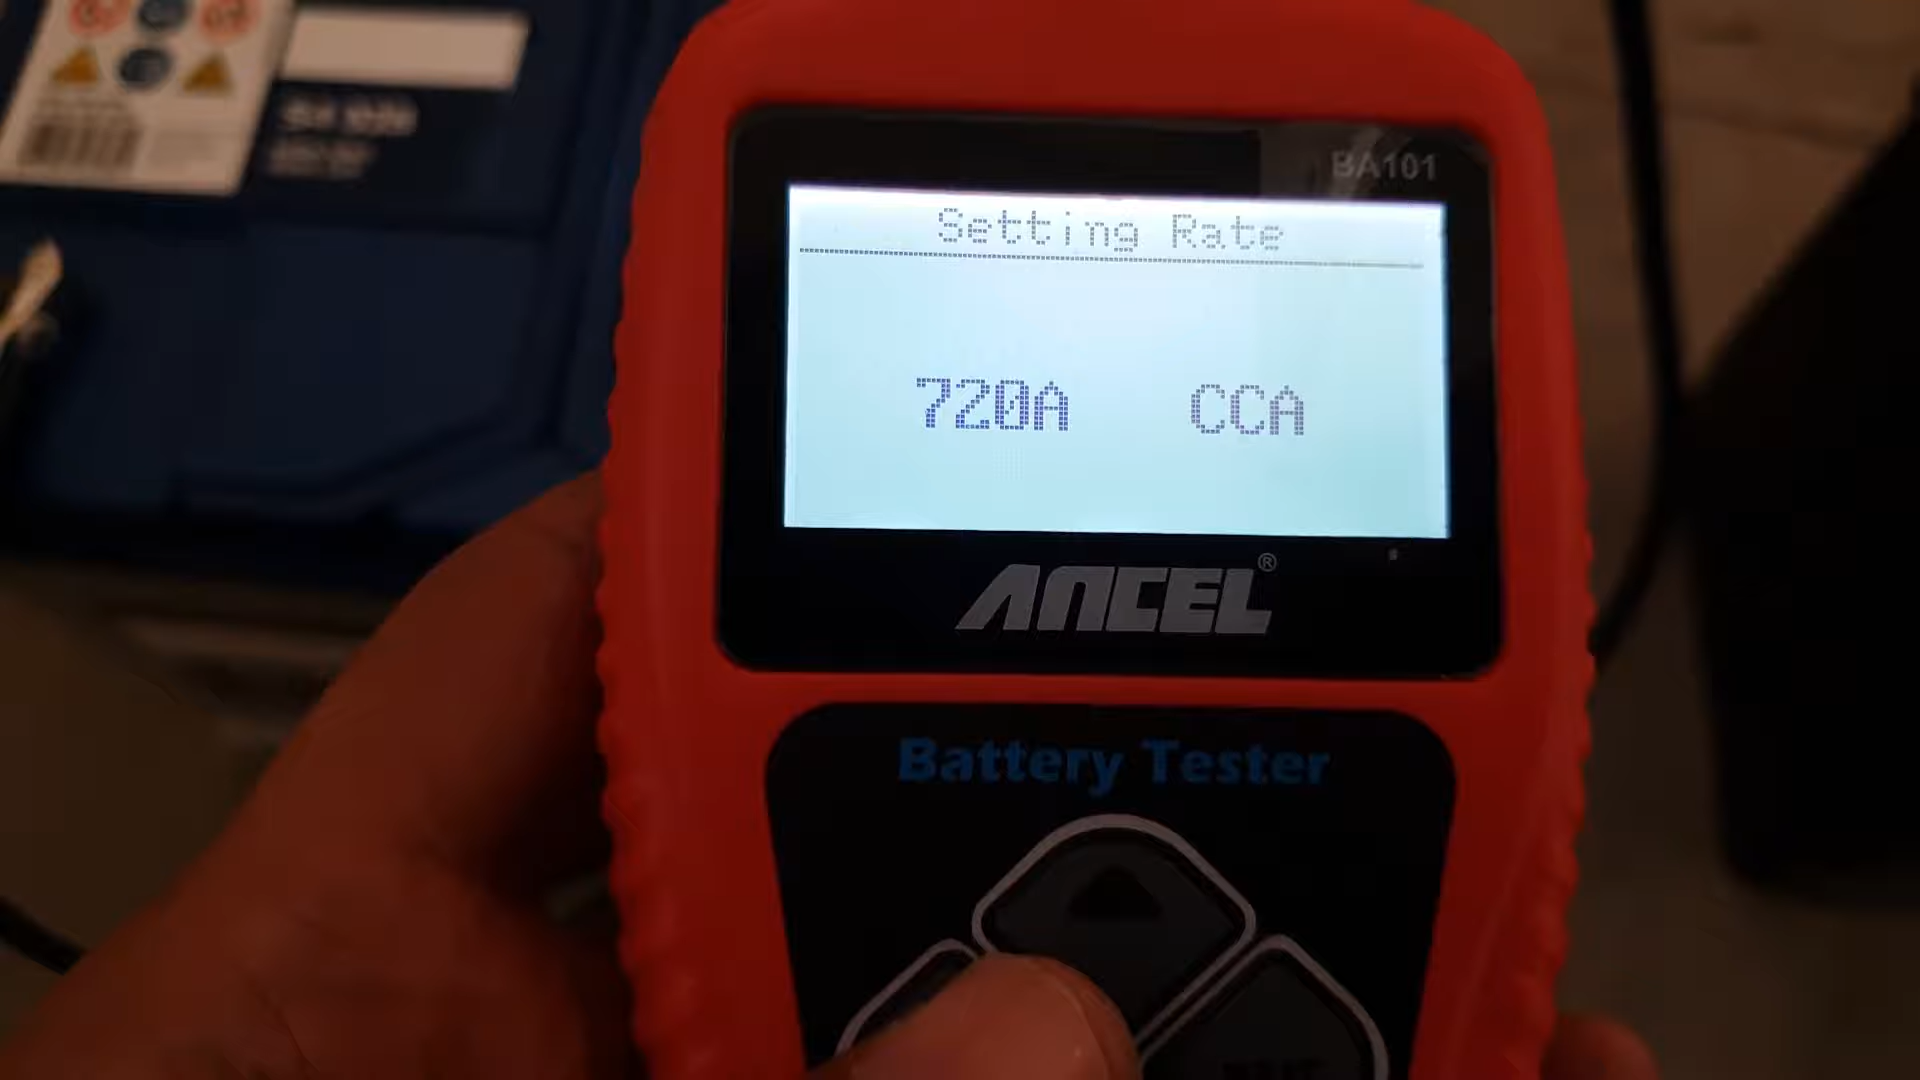 BA101
Setting Rate
720A CCA
ANCEL®
Battery Tester